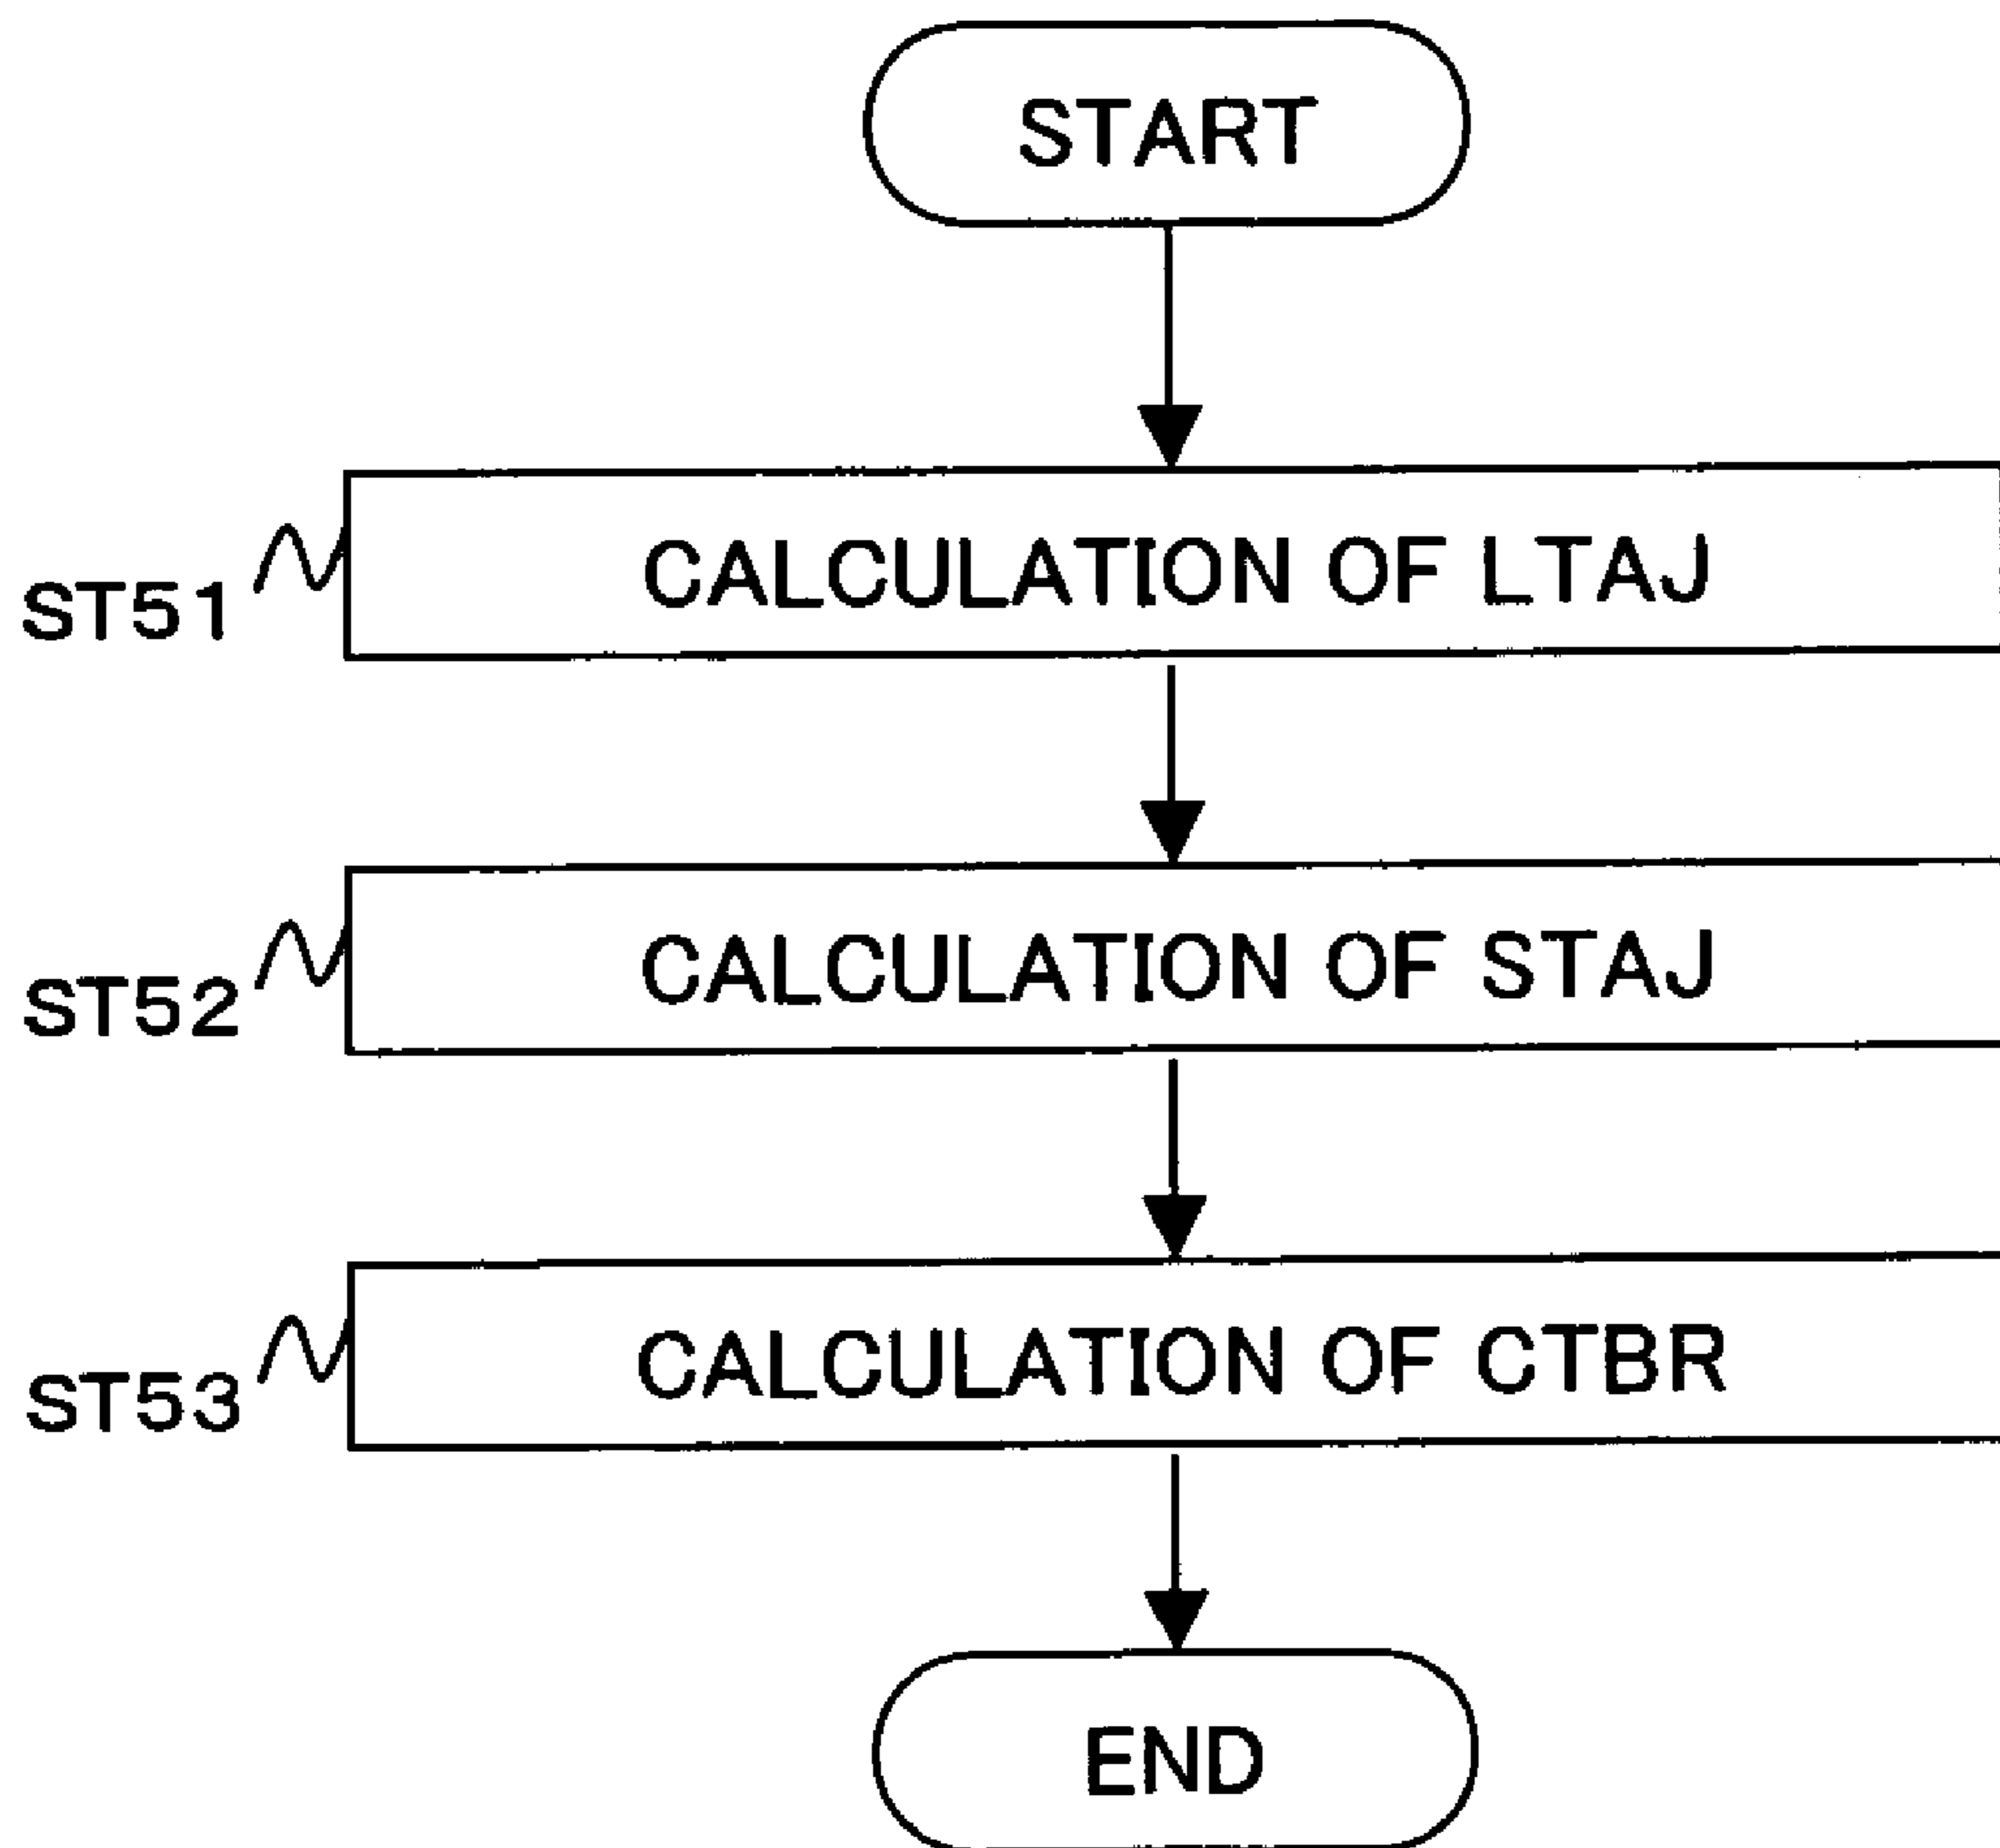 START
CALCULATION OF LTAJ
ST51
CALCULATION OF STAJ
ST52
CALCULATION OF CTBR
ST53
END